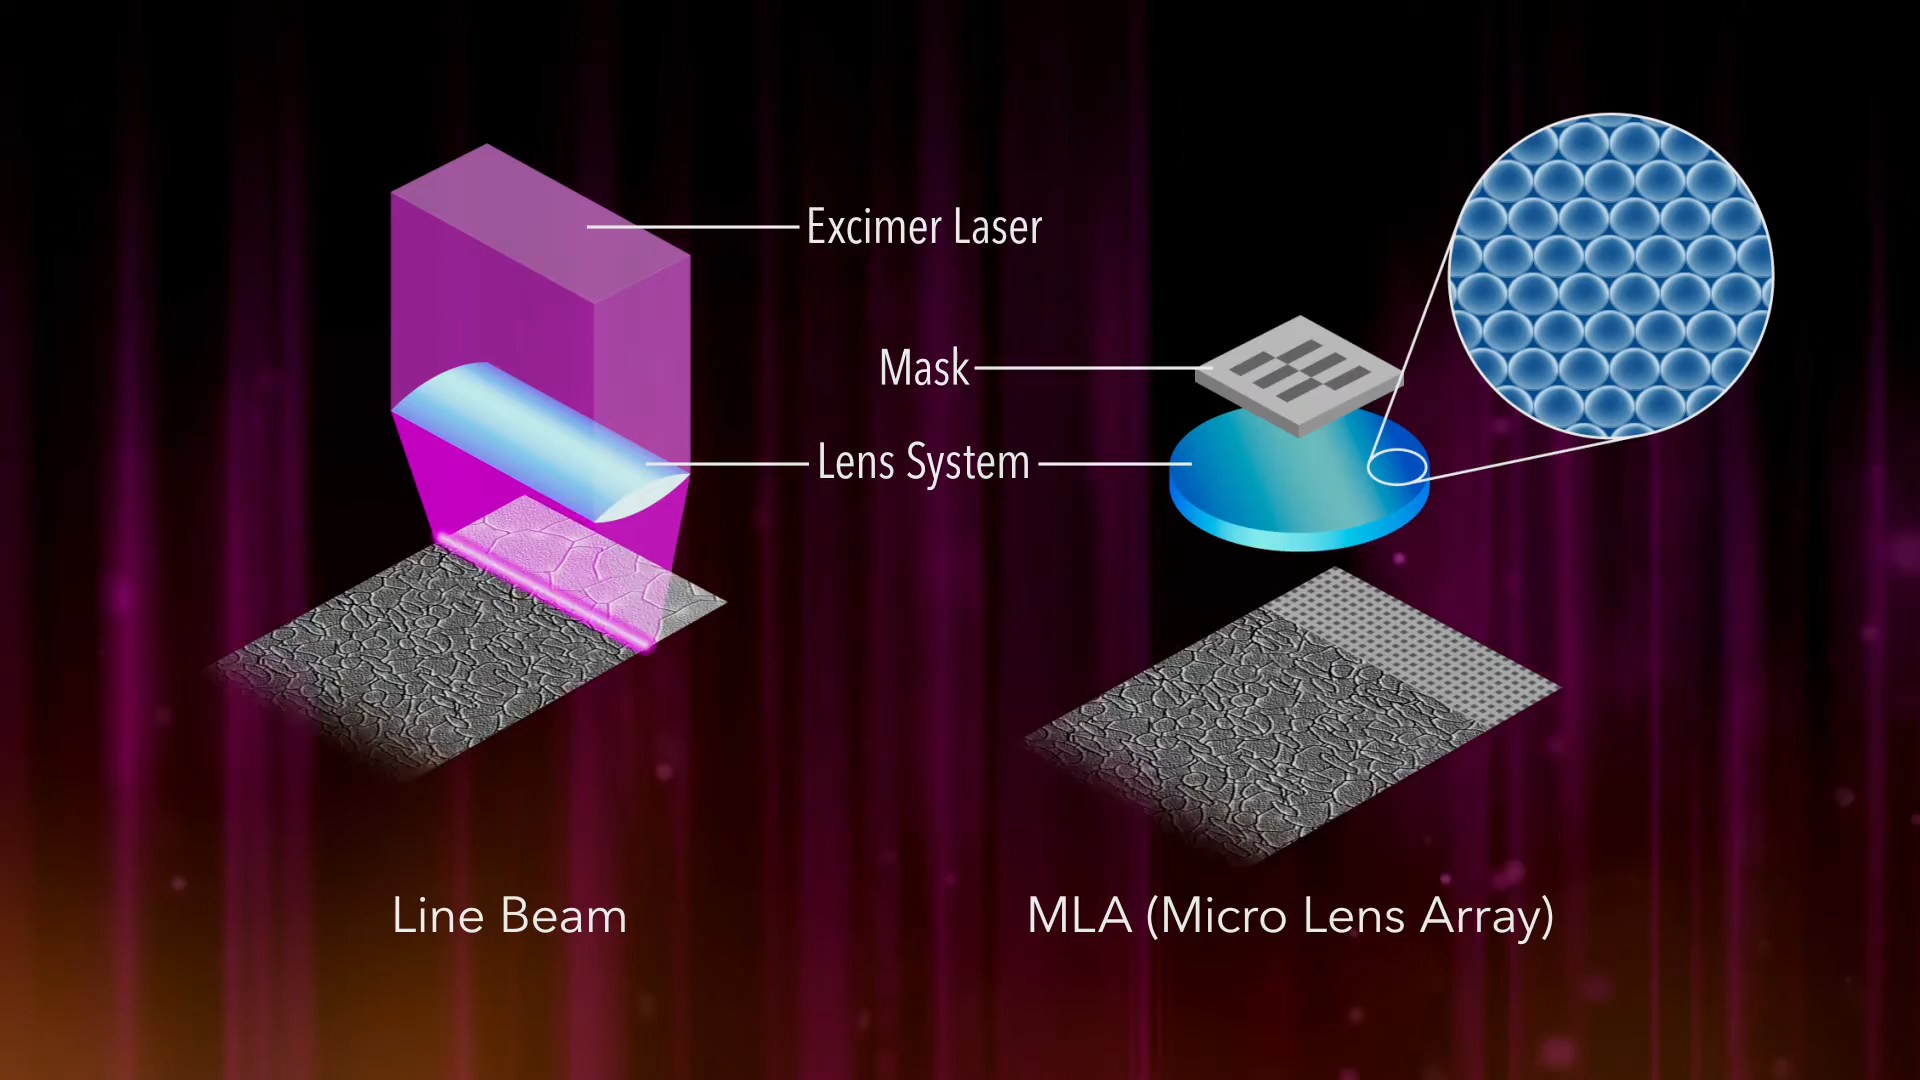 Excimer Laser
Mask
Lens System
Line Beam
MLA (Micro Lens Array)